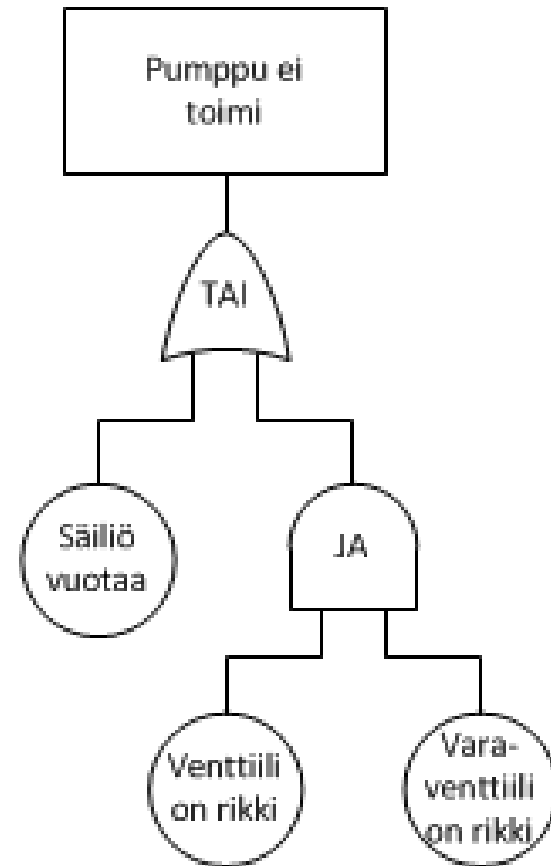 Pumppu ei
toimi
TAI
Säiliö
vuotaa
JA
Venttiili
on rikki
Vara-
venttiili
on rikki